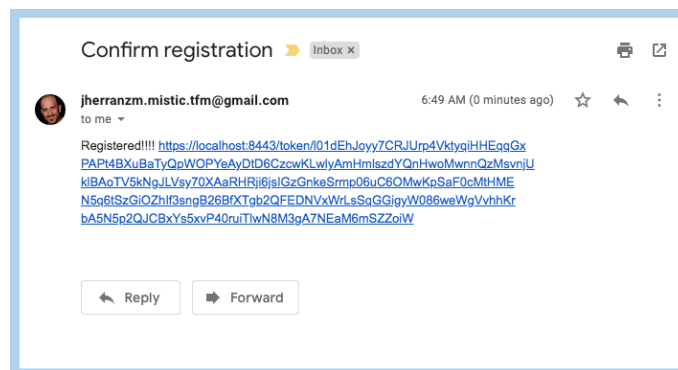 Confirm registration Inbox ×
jherranzm.mistic.tfm@gmail.com 6:49 AM (0 minutes ago)
to me
Registered!!!! https://localhost:8443/token/l01dEhJoyy7CRJUrp4VktyqiHHEqqGx
PAPt4BXuBaTyQpWOPYeAyDtD6CzcwKLwlyAmHmlszdYQnHwoMwnnQzMsvnjU
klBAoTV5kNgJLVsy70XAaRHRji6jsIGzGnkeSrmp06uC6OMwKpSaF0cMtHME
N5q6tSzGiOZhIf3sngB26BfXTgb2QFEDNVxWrLsSqGGigyW086weWgVvhhKr
bA5N5p2QJCBxYs5xvP40ruiTlwN8M3gA7NEaM6mSZZoiW
Reply Forward